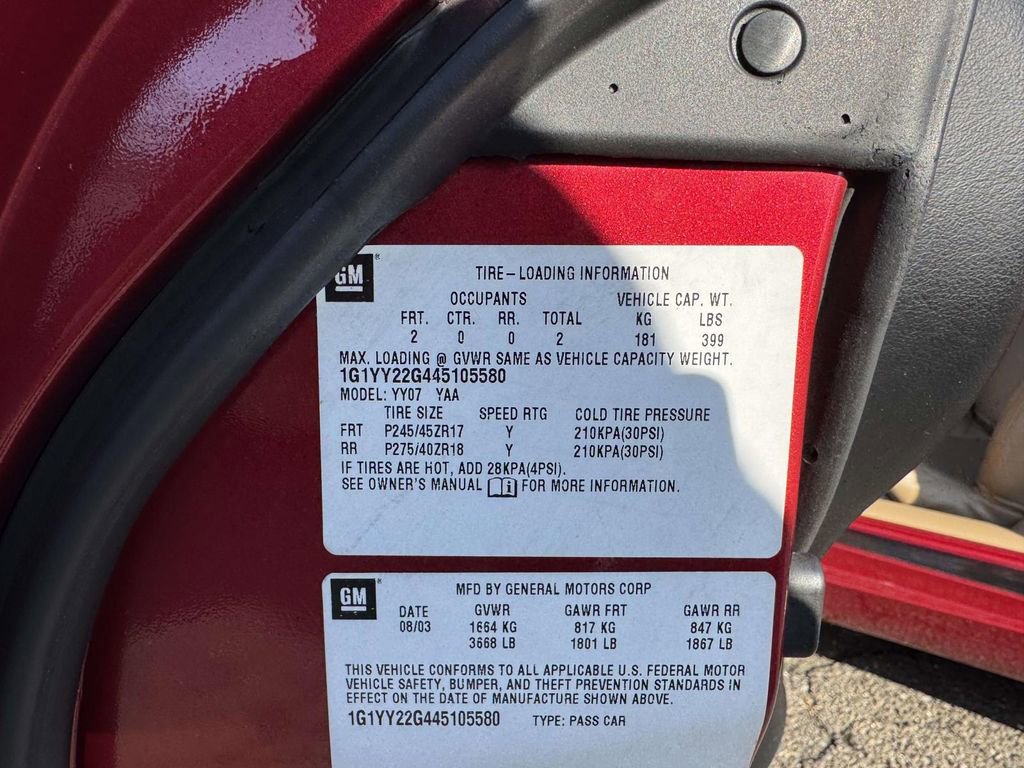 GM ®
TIRE–LOADING INFORMATION
OCCUPANTS VEHICLE CAP. WT.
FRT. CTR. RR. TOTAL KG LBS
2 0 0 2 181 399
MAX. LOADING @ GVWR SAME AS VEHICLE CAPACITY WEIGHT.
1G1YY22G445105580
MODEL: YY07 YAA
TIRE SIZE SPEED RTG COLD TIRE PRESSURE
FRT P245/45ZR17 Y 210KPA(30PSI)
RR P275/40ZR18 Y 210KPA(30PSI)
IF TIRES ARE HOT, ADD 28KPA(4PSI).
SEE OWNER'S MANUAL i FOR MORE INFORMATION.
GM ®
MFD BY GENERAL MOTORS CORP
DATE GVWR GAWR FRT GAWR RR
08/03 1664 KG 817 KG 847 KG
3668 LB 1801 LB 1867 LB
THIS VEHICLE CONFORMS TO ALL APPLICABLE U.S. FEDERAL MOTOR
VEHICLE SAFETY, BUMPER, AND THEFT PREVENTION STANDARDS IN
EFFECT ON THE DATE OF MANUFACTURE SHOWN ABOVE.
1G1YY22G445105580 TYPE: PASS CAR